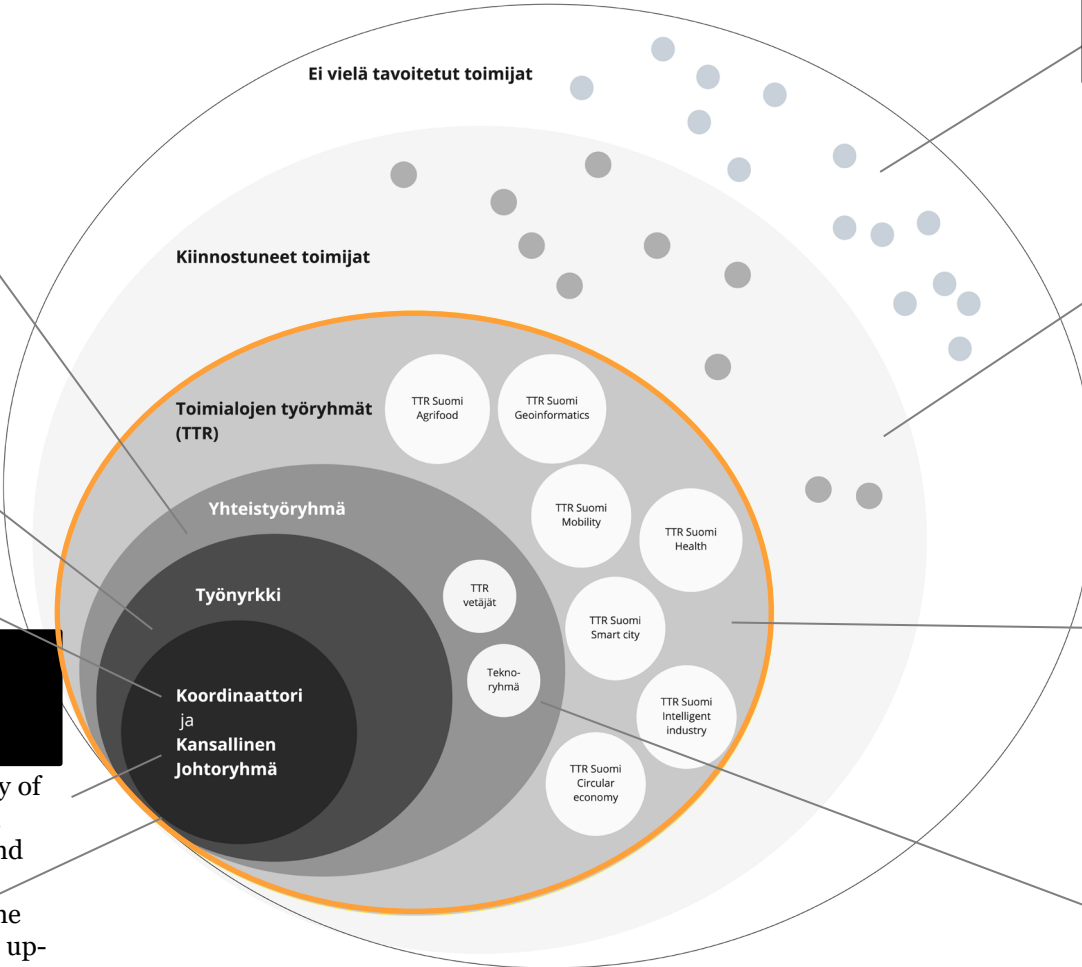 Ei vielä tavoitetut toimijat
Kiinnostuneet toimijat
Toimialojen työryhmät
(TTR)
TTR Suomi
Agrifood
TTR Suomi
Geoinformatics
TTR Suomi
Mobility
TTR Suomi
Health
Yhteistyöryhmä
TTR
vetäjät
TTR Suomi
Smart city
Työnyrkki
Tekno-
ryhmä
TTR Suomi
Intelligent
industry
Koordinaattori
ja
Kansallinen
Johtoryhmä
TTR Suomi
Circular
economy
y of
nd
ne
up-